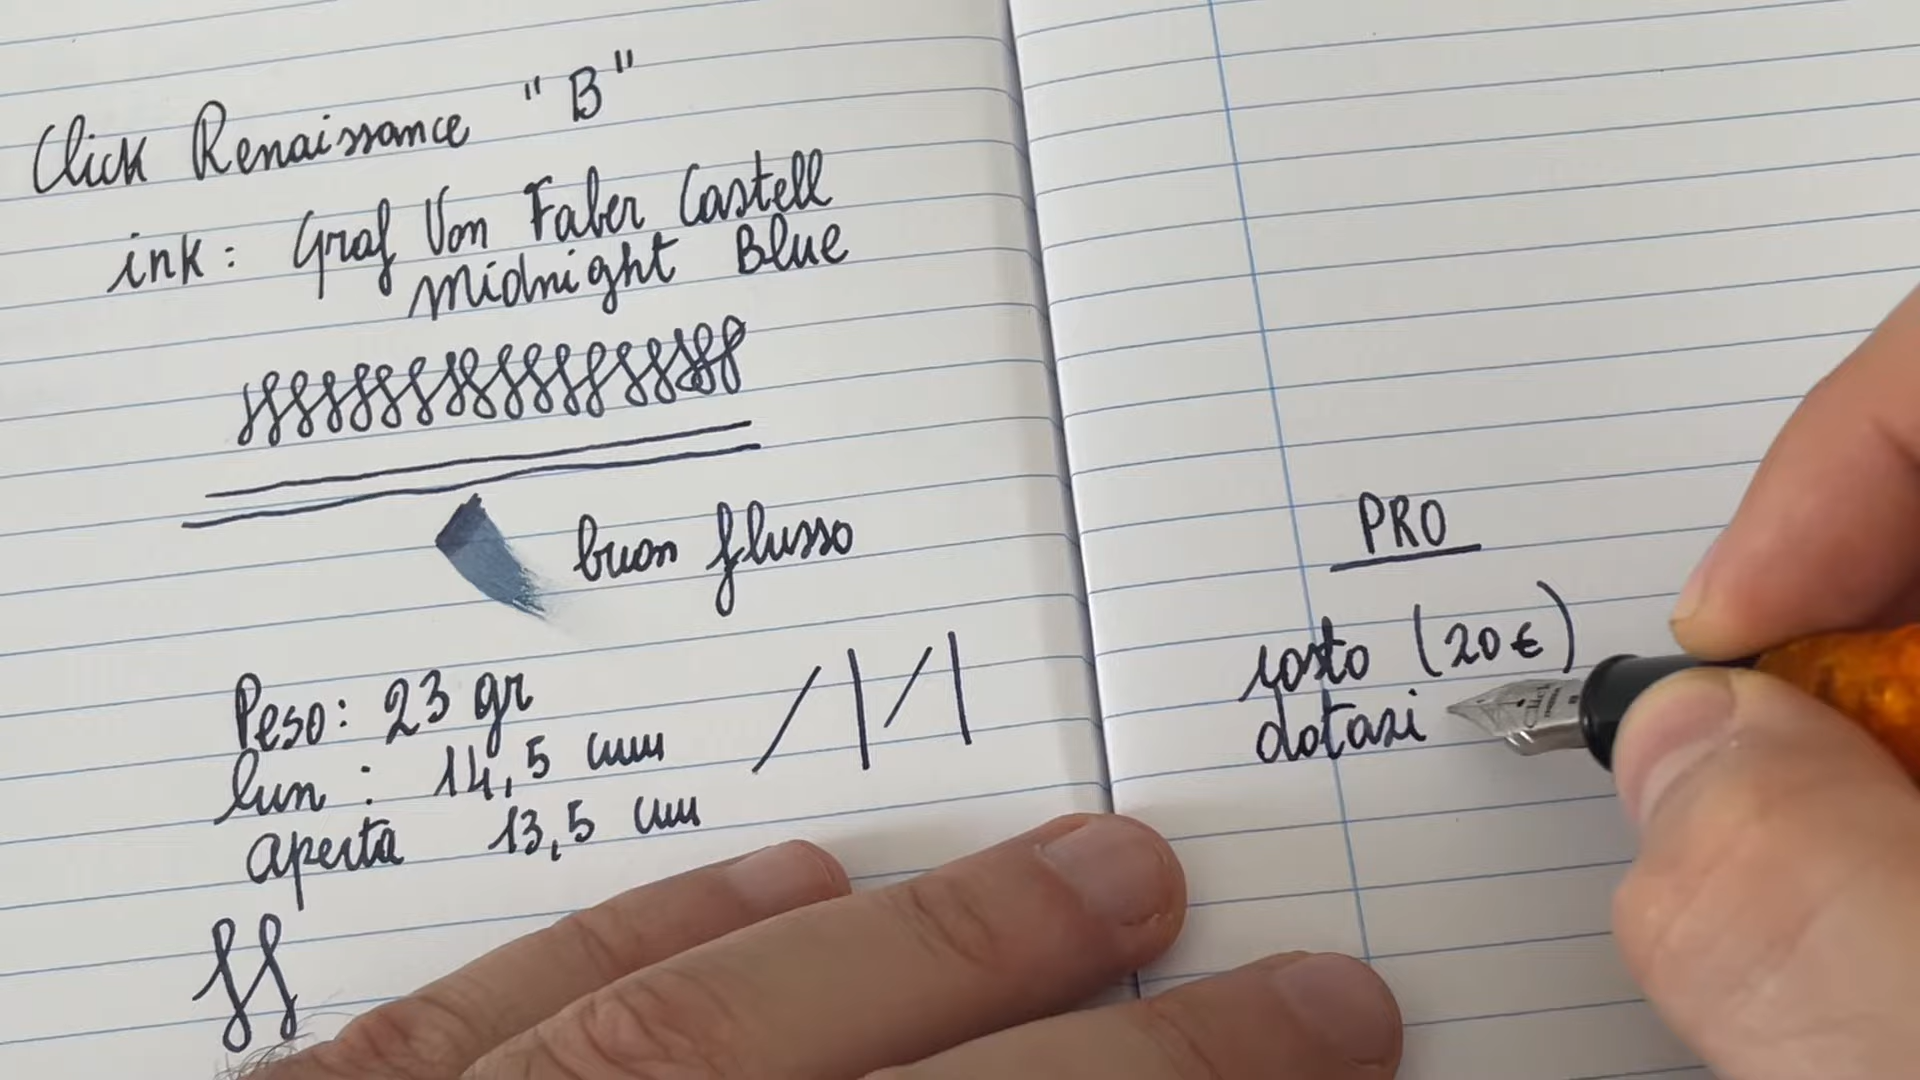 Click Renaissance "B"
ink: Graf Von Faber Castell
Midnight Blue
buon flusso
Peso: 23 gr
lun: 14,5 cm
aperta 13,5 cm
ff
PRO
costo (20€)
dotazi